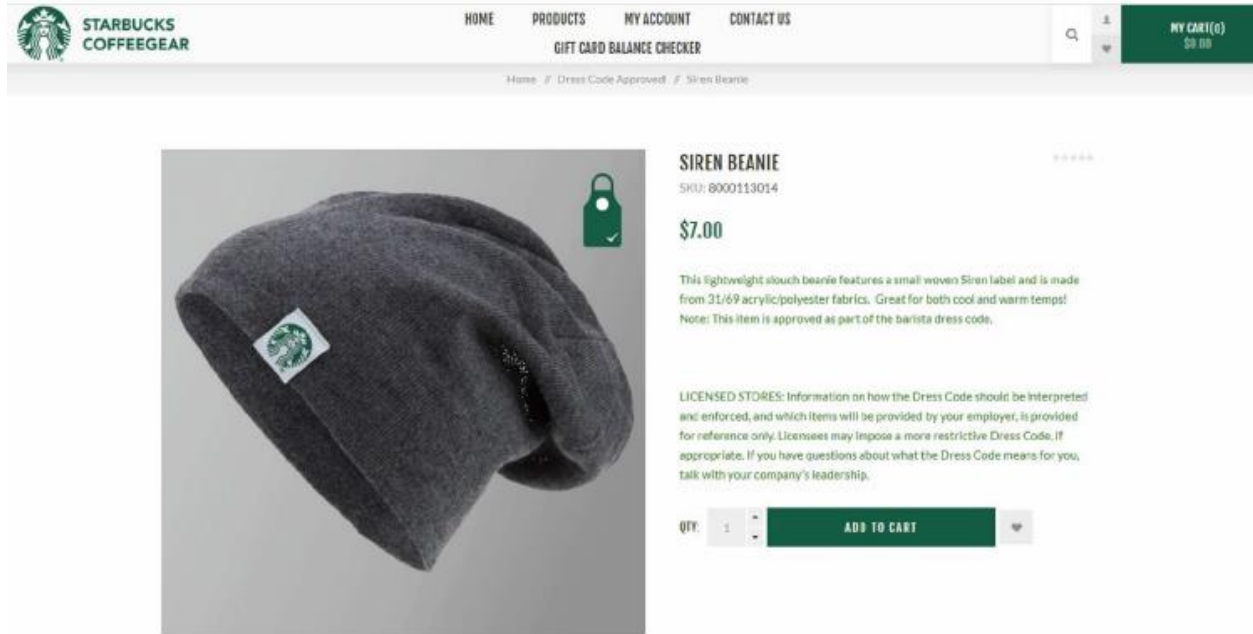 STARBUCKS
COFFEEGEAR
HOME PRODUCTS MY ACCOUNT CONTACT US
GIFT CARD BALANCE CHECKER
MY CART(0)
$0.00
Home // Dress Code Approved! // Siren Beanie
SIREN BEANIE
SKU: 8000113014
$7.00
This lightweight slouch beanie features a small woven Siren label and is made
from 31/69 acrylic/polyester fabrics. Great for both cool and warm temps!
Note: This item is approved as part of the barista dress code.
LICENSED STORES: Information on how the Dress Code should be interpreted
and enforced, and which items will be provided by your employer, is provided
for reference only. Licensees may impose a more restrictive Dress Code, if
appropriate. If you have questions about what the Dress Code means for you,
talk with your company's leadership.
QTY: 1 ADD TO CART